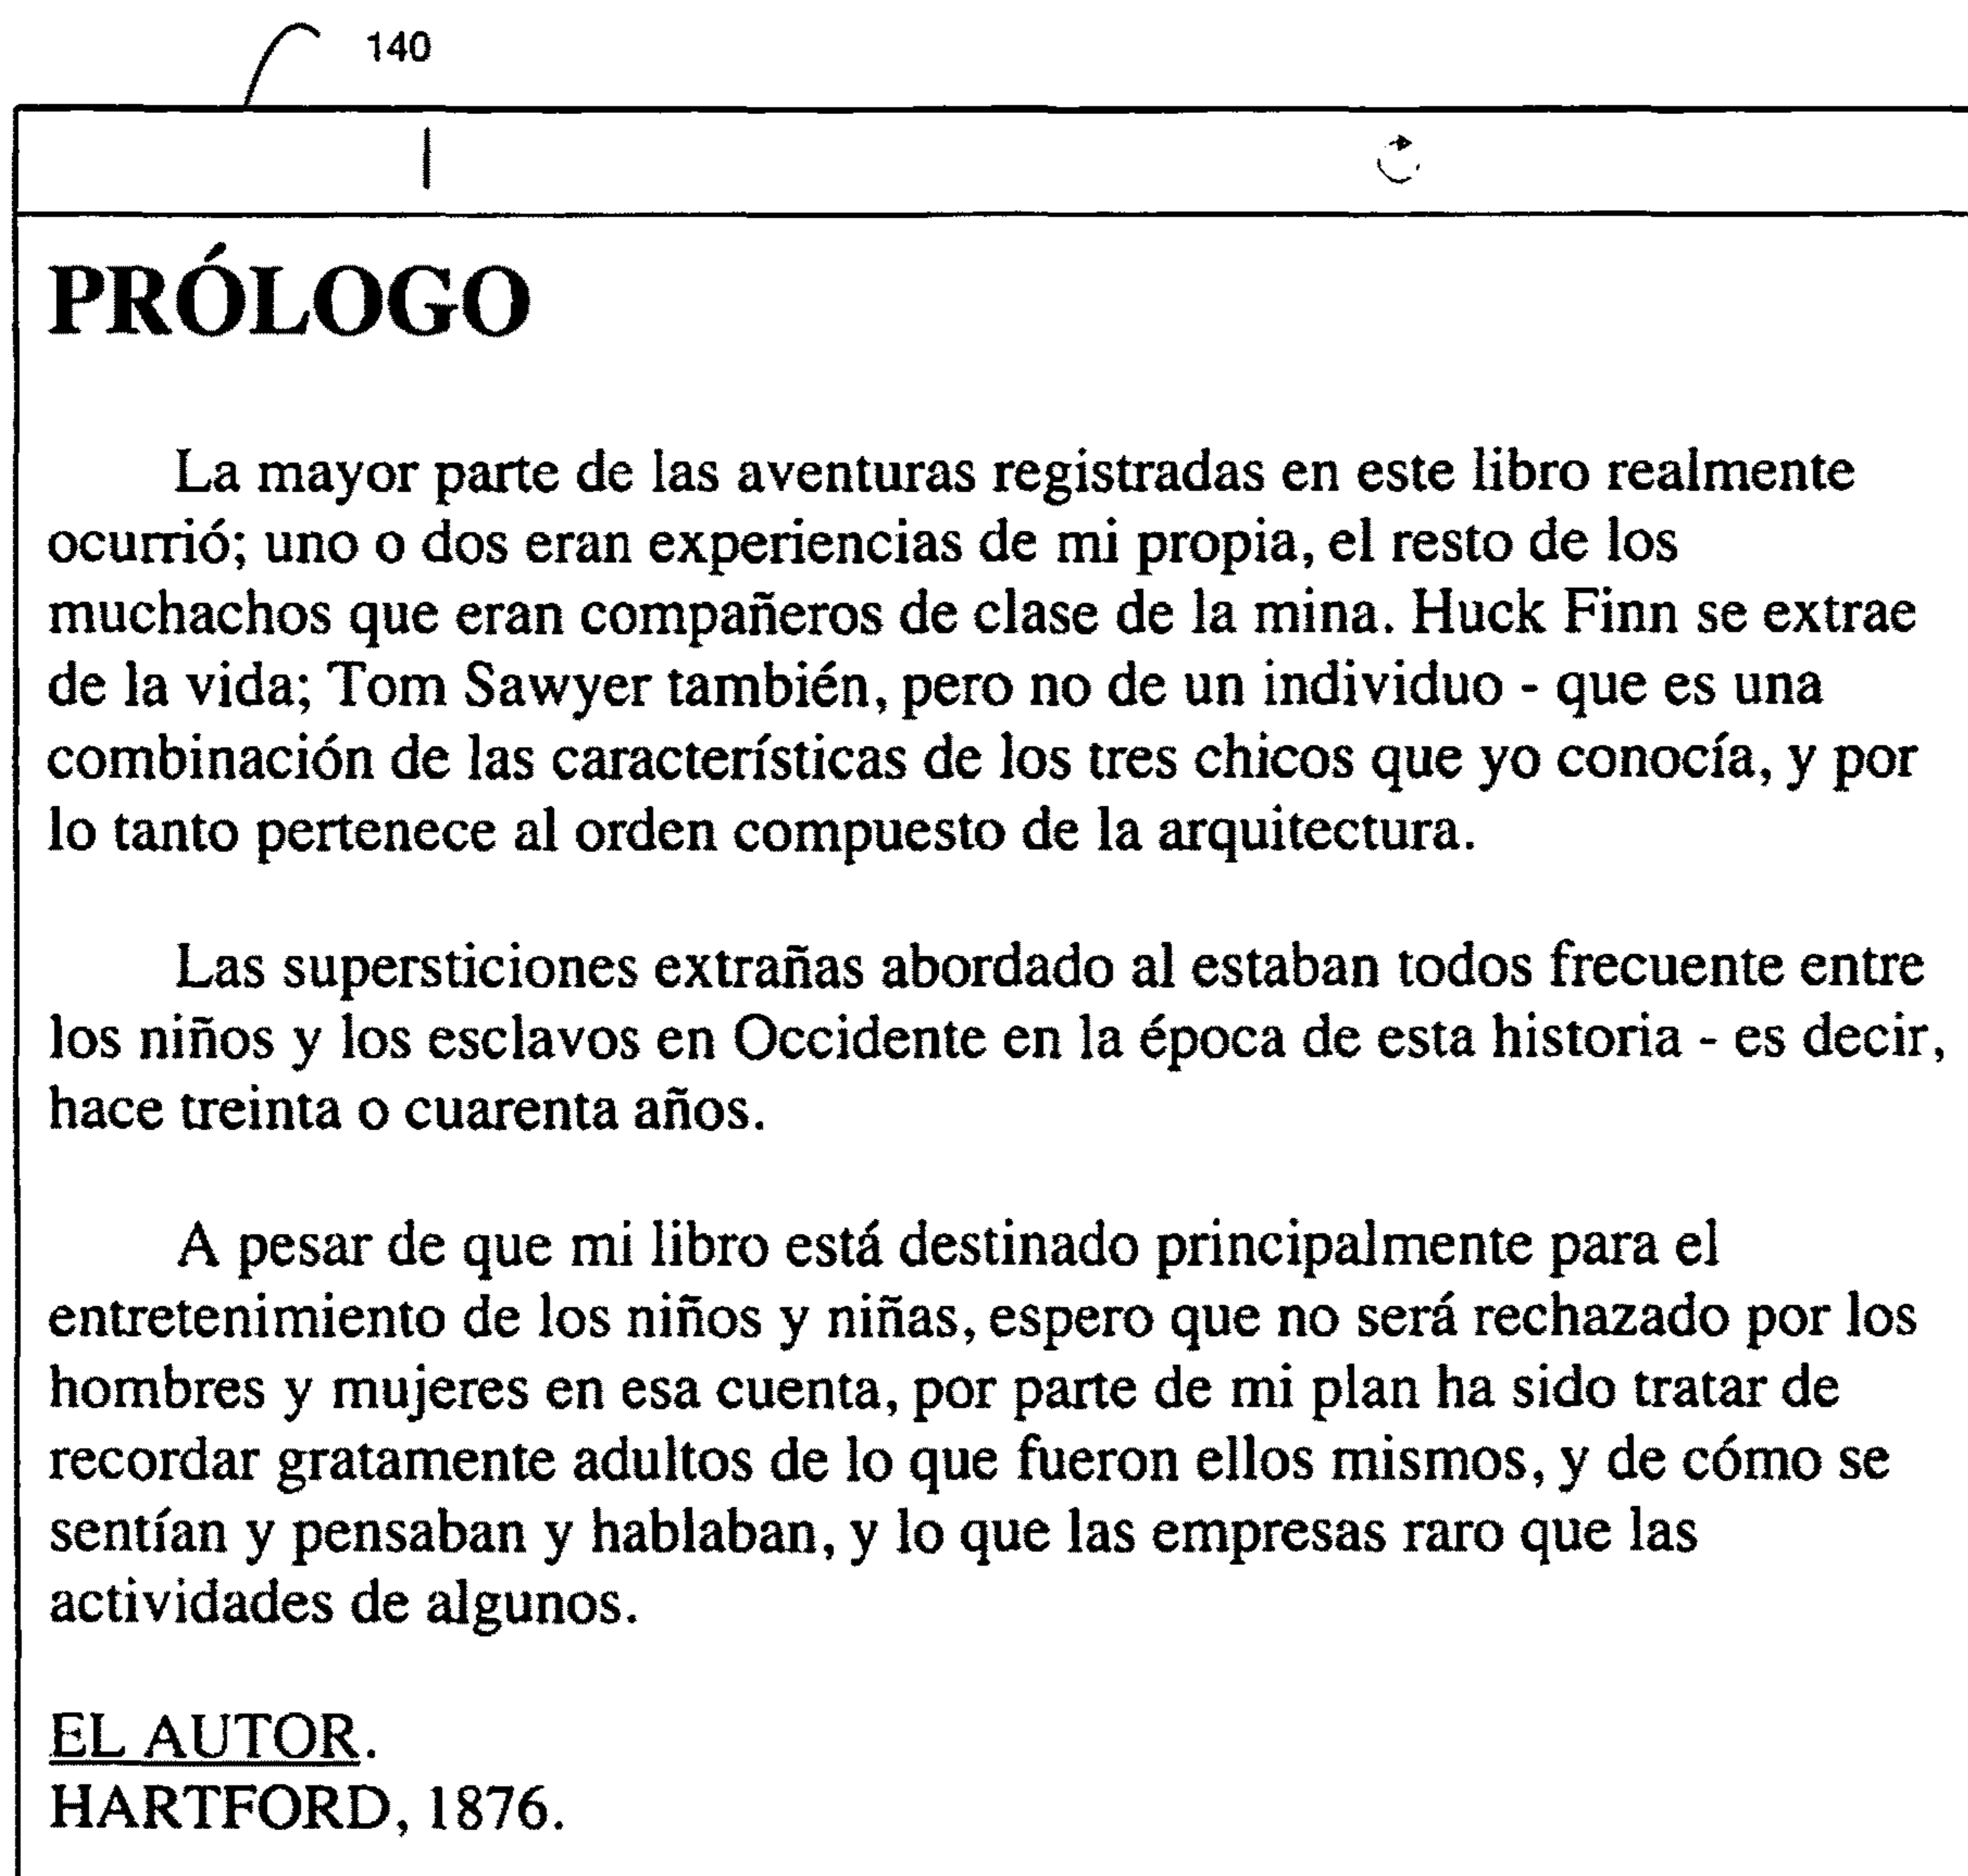 140
PRÓLOGO
La mayor parte de las aventuras registradas en este libro realmente
ocurrió; uno o dos eran experiencias de mi propia, el resto de los
muchachos que eran compañeros de clase de la mina. Huck Finn se extrae
de la vida; Tom Sawyer también, pero no de un individuo - que es una
combinación de las características de los tres chicos que yo conocía, y por
lo tanto pertenece al orden compuesto de la arquitectura.
Las supersticiones extrañas abordado al estaban todos frecuente entre
los niños y los esclavos en Occidente en la época de esta historia - es decir,
hace treinta o cuarenta años.
A pesar de que mi libro está destinado principalmente para el
entretenimiento de los niños y niñas, espero que no será rechazado por los
hombres y mujeres en esa cuenta, por parte de mi plan ha sido tratar de
recordar gratamente adultos de lo que fueron ellos mismos, y de cómo se
sentían y pensaban y hablaban, y lo que las empresas raro que las
actividades de algunos.
EL AUTOR.
HARTFORD, 1876.